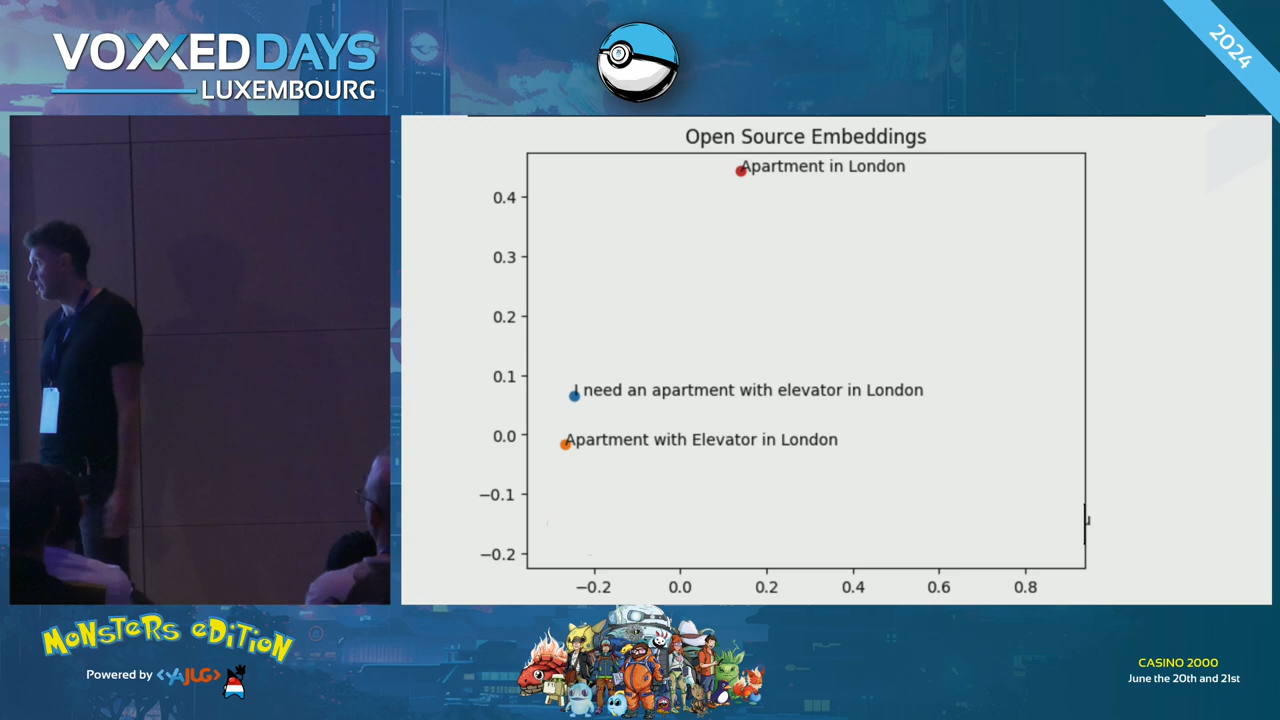 VOXXEDDAYS
LUXEMBOURG
2024
Open Source Embeddings
Apartment in London
0.4
0.3
0.2
0.1
I need an apartment with elevator in London
0.0
Apartment with Elevator in London
−0.1
−0.2
−0.2 0.0 0.2 0.4 0.6 0.8
MONSTERS EDITION
Powered by <YAJUG>
CASINO 2000
June the 20th and 21st